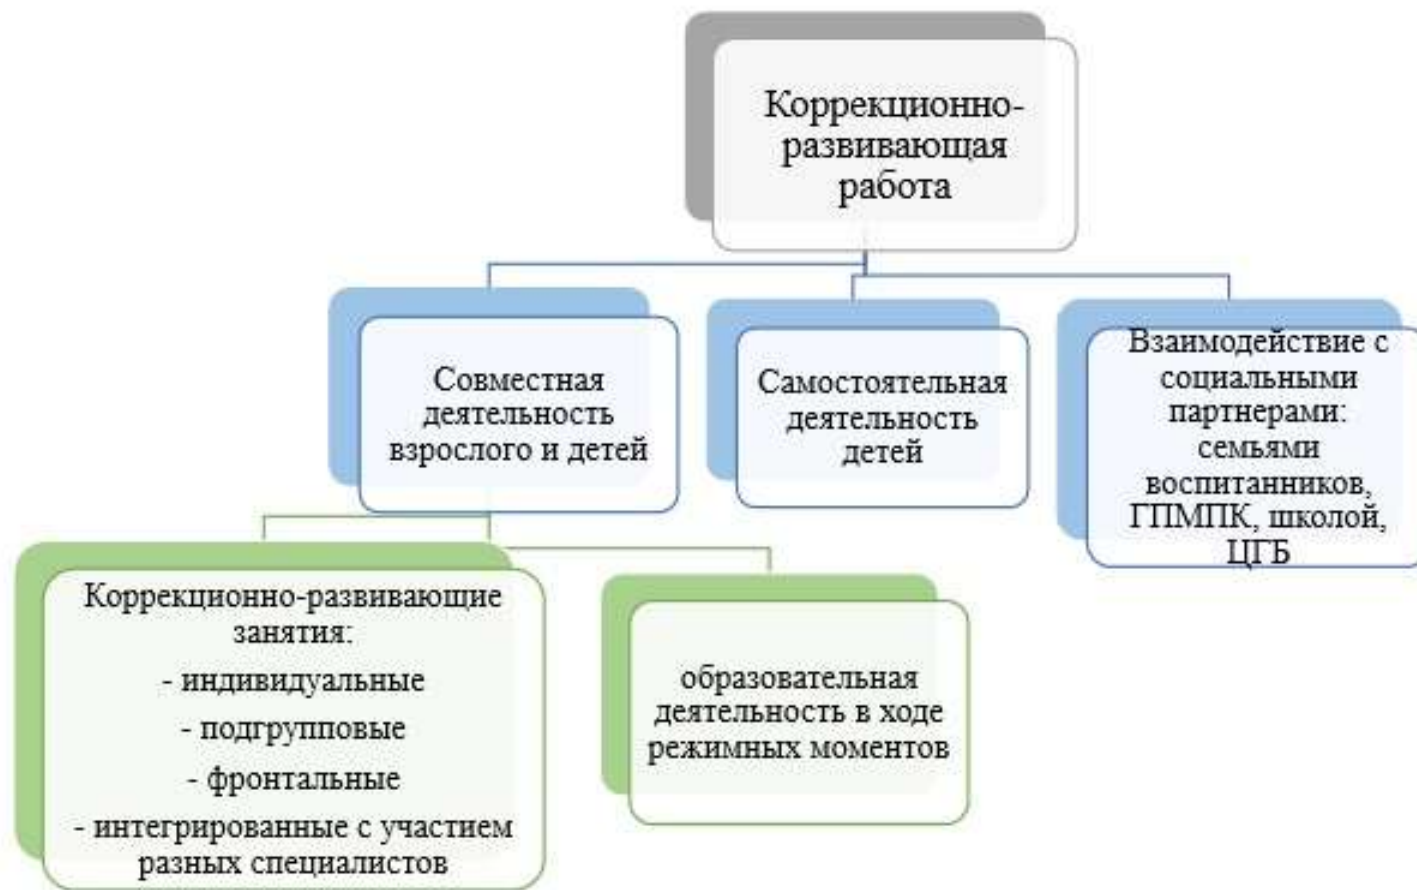 Коррекционно-
развивающая
работа
Совместная
деятельность
взрослого и детей
Самостоятельная
деятельность
детей
Взаимодействие с
социальными
партнерами:
семьями
воспитанников,
ГПМПК, школой,
ЦГБ
Коррекционно-развивающие
занятия:
- индивидуальные
- подгрупповые
- фронтальные
- интегрированные с участием
разных специалистов
образовательная
деятельность в ходе
режимных моментов